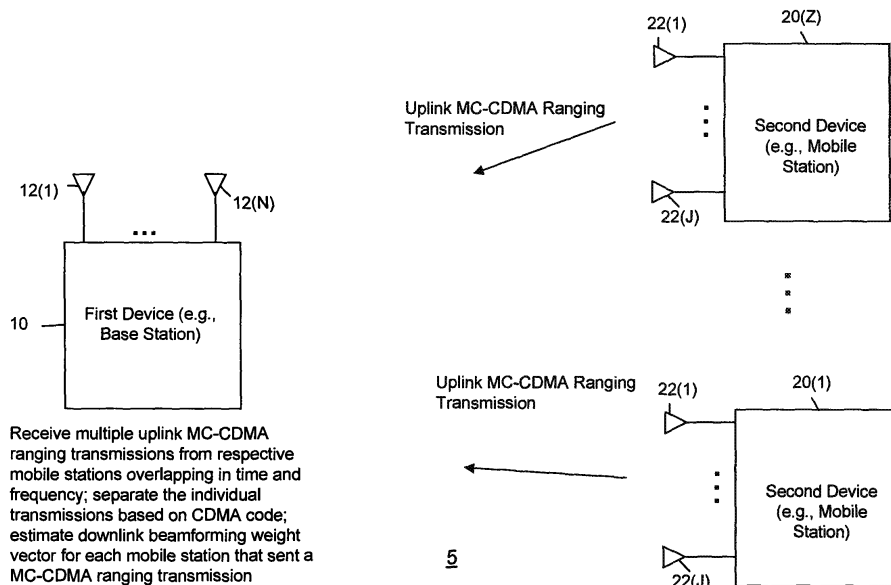 22(1)
20(Z)
Uplink MC-CDMA Ranging
Transmission
Second Device
(e.g., Mobile
Station)
22(J)
12(1)
12(N)
10
First Device (e.g.,
Base Station)
Receive multiple uplink MC-CDMA
ranging transmissions from respective
mobile stations overlapping in time and
frequency; separate the individual
transmissions based on CDMA code;
estimate downlink beamforming weight
vector for each mobile station that sent a
MC-CDMA ranging transmission
Uplink MC-CDMA Ranging
Transmission
22(1)
20(1)
Second Device
(e.g., Mobile
Station)
22(J)
5